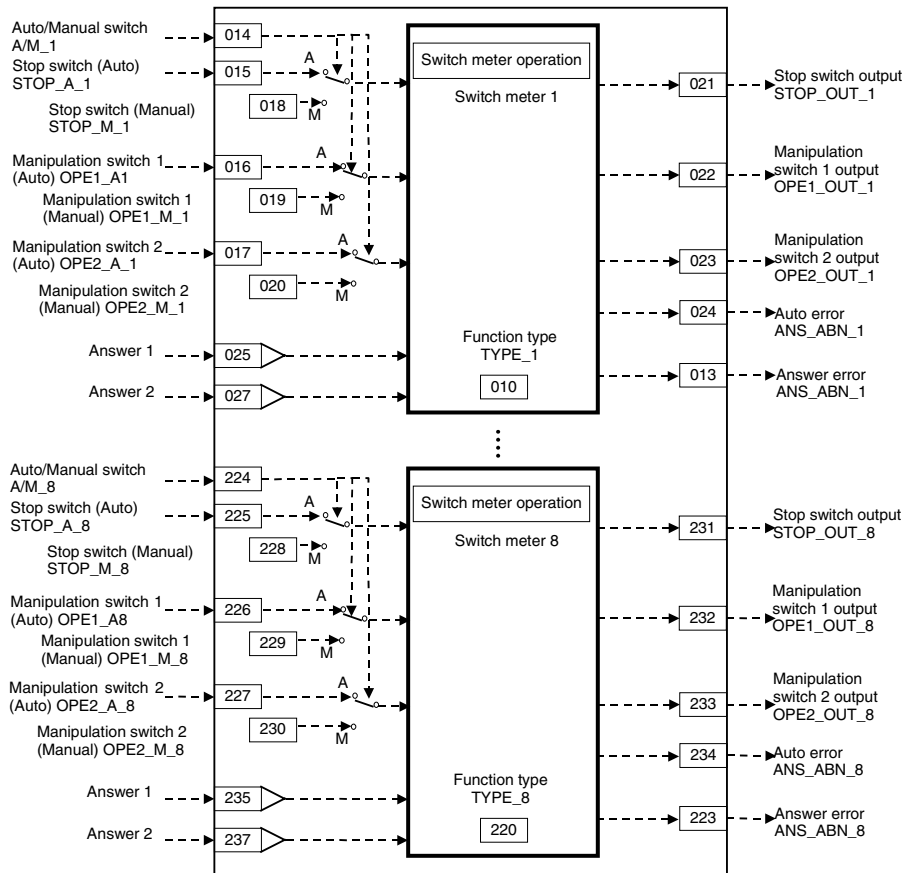 Auto/Manual switch
A/M_1
014
Stop switch (Auto)
STOP_A_1
015
A
Stop switch (Manual)
STOP_M_1
018
M
Manipulation switch 1
(Auto) OPE1_A1
016
A
Manipulation switch 1
(Manual) OPE1_M_1
019
M
Manipulation switch 2
(Auto) OPE2_A_1
017
A
Manipulation switch 2
(Manual) OPE2_M_1
020
M
Answer 1
025
Answer 2
027
Switch meter operation
Switch meter 1
Function type
TYPE_1
010
021
Stop switch output
STOP_OUT_1
022
Manipulation
switch 1 output
OPE1_OUT_1
023
Manipulation
switch 2 output
OPE2_OUT_1
024
Auto error
ANS_ABN_1
013
Answer error
ANS_ABN_1
Auto/Manual switch
A/M_8
224
Stop switch (Auto)
STOP_A_8
225
A
Stop switch (Manual)
STOP_M_8
228
M
Manipulation switch 1
(Auto) OPE1_A8
226
A
Manipulation switch 1
(Manual) OPE1_M_8
229
M
Manipulation switch 2
(Auto) OPE2_A_8
227
A
Manipulation switch 2
(Manual) OPE2_M_8
230
M
Answer 1
235
Answer 2
237
Switch meter operation
Switch meter 8
Function type
TYPE_8
220
231
Stop switch output
STOP_OUT_8
232
Manipulation
switch 1 output
OPE1_OUT_8
233
Manipulation
switch 2 output
OPE2_OUT_8
234
Auto error
ANS_ABN_8
223
Answer error
ANS_ABN_8